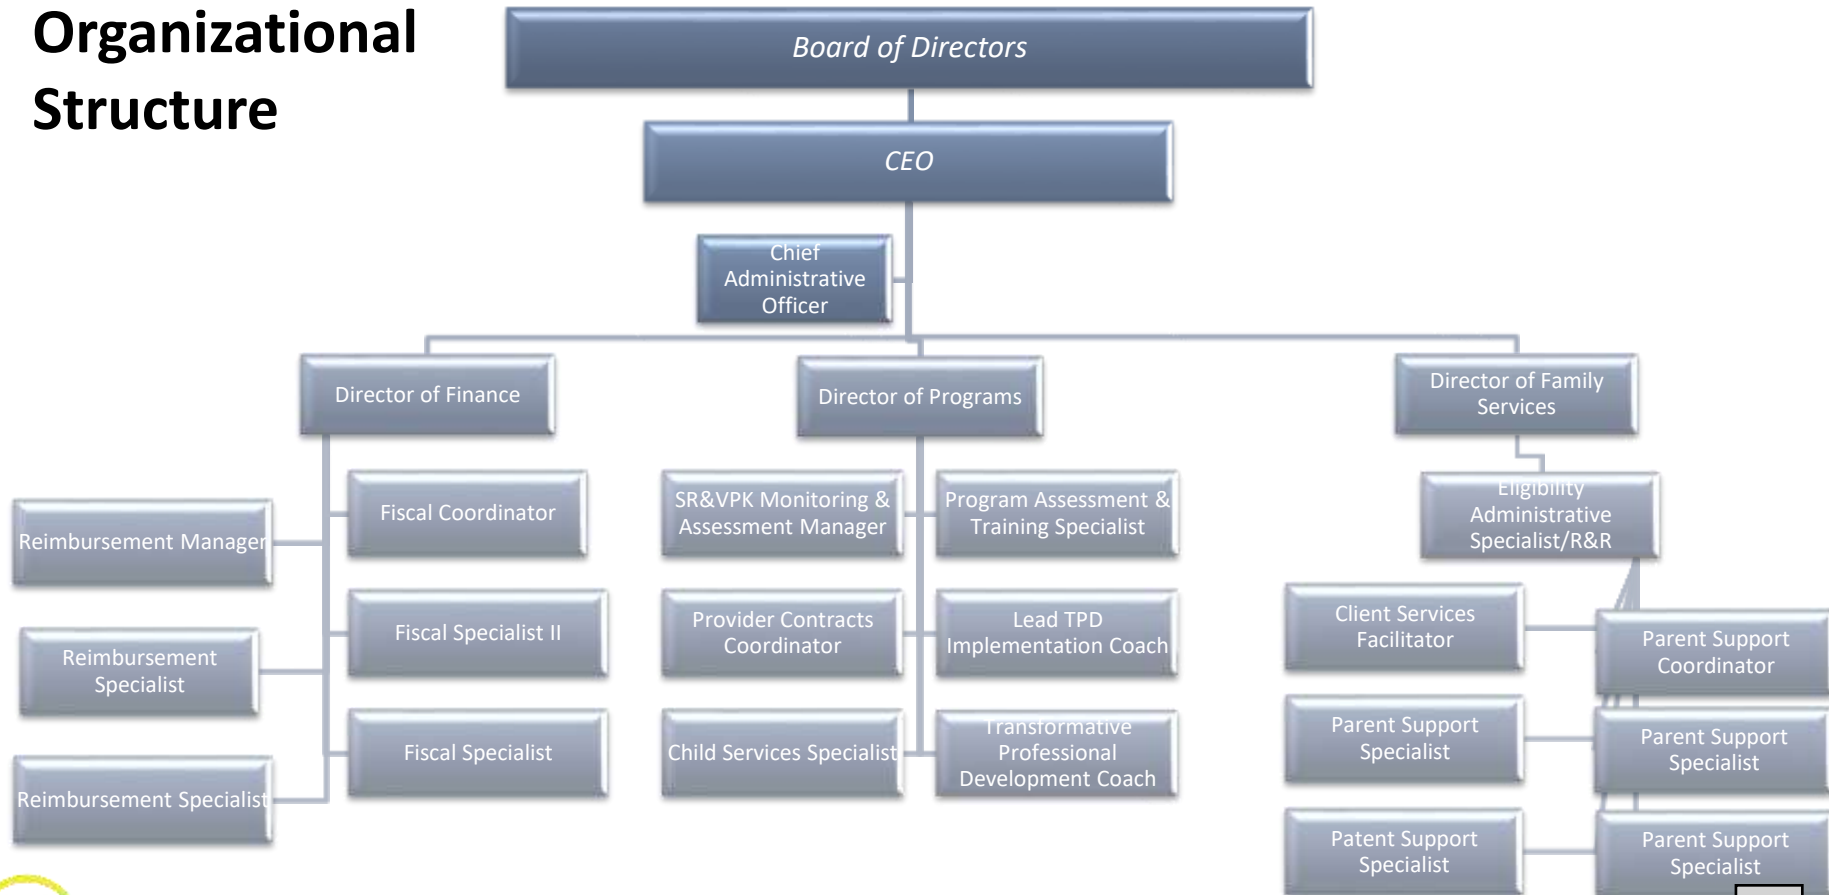 Organizational
Structure
Board of Directors
CEO
Chief
Administrative
Officer
Director of Finance
Director of Programs
Director of Family
Services
Reimbursement Manager
Fiscal Coordinator
Reimbursement
Specialist
Fiscal Specialist II
Reimbursement Specialist
Fiscal Specialist
SR&VPK Monitoring &
Assessment Manager
Program Assessment &
Training Specialist
Provider Contracts
Coordinator
Lead TPD
Implementation Coach
Child Services Specialist
Transformative
Professional
Development Coach
Eligibility
Administrative
Specialist/R&R
Client Services
Facilitator
Parent Support
Coordinator
Parent Support
Specialist
Parent Support
Specialist
Patent Support
Specialist
Parent Support
Specialist